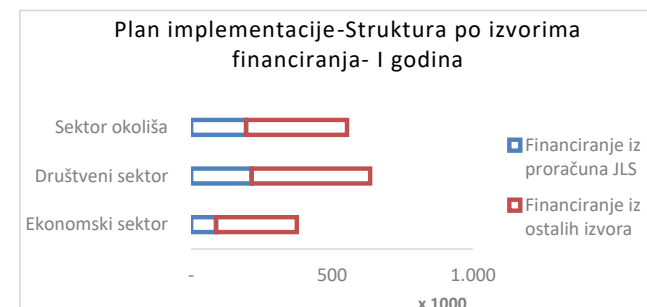 Plan implementacije-Struktura po izvorima
financiranja- I godina
Sektor okoliša
Društveni sektor
Ekonomski sektor
Financiranje iz
proračuna JLS
Financiranje iz
ostalih izvora
- 500 1.000
x 1000